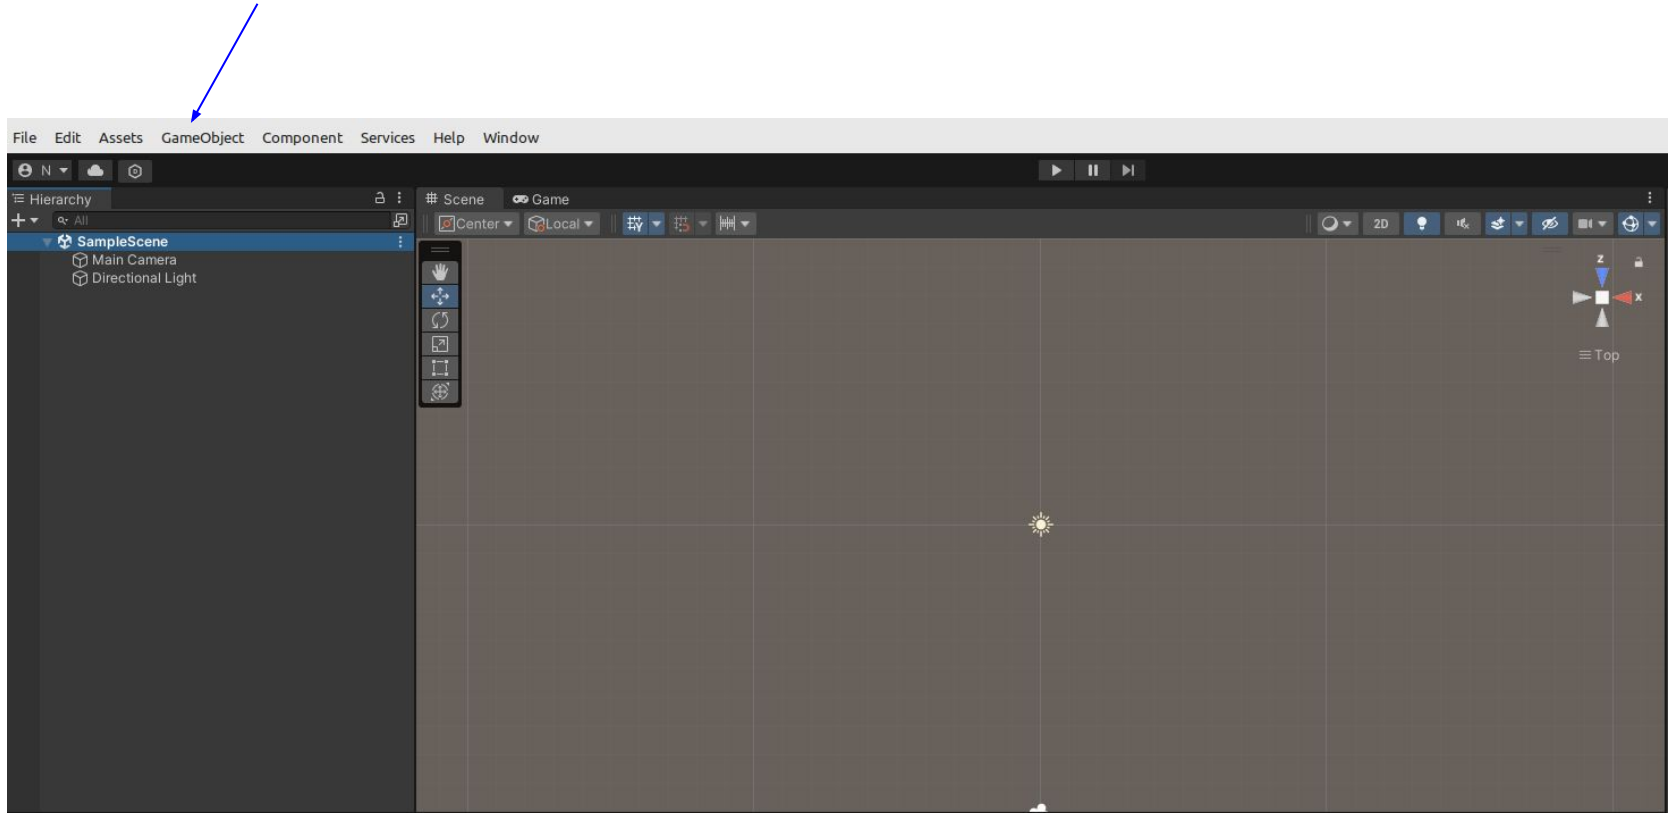 File Edit Assets GameObject Component Services Help Window
N
Hierarchy
Scene Game
All
Center Local 2D
SampleScene
Main Camera
Directional Light
z
x
Top